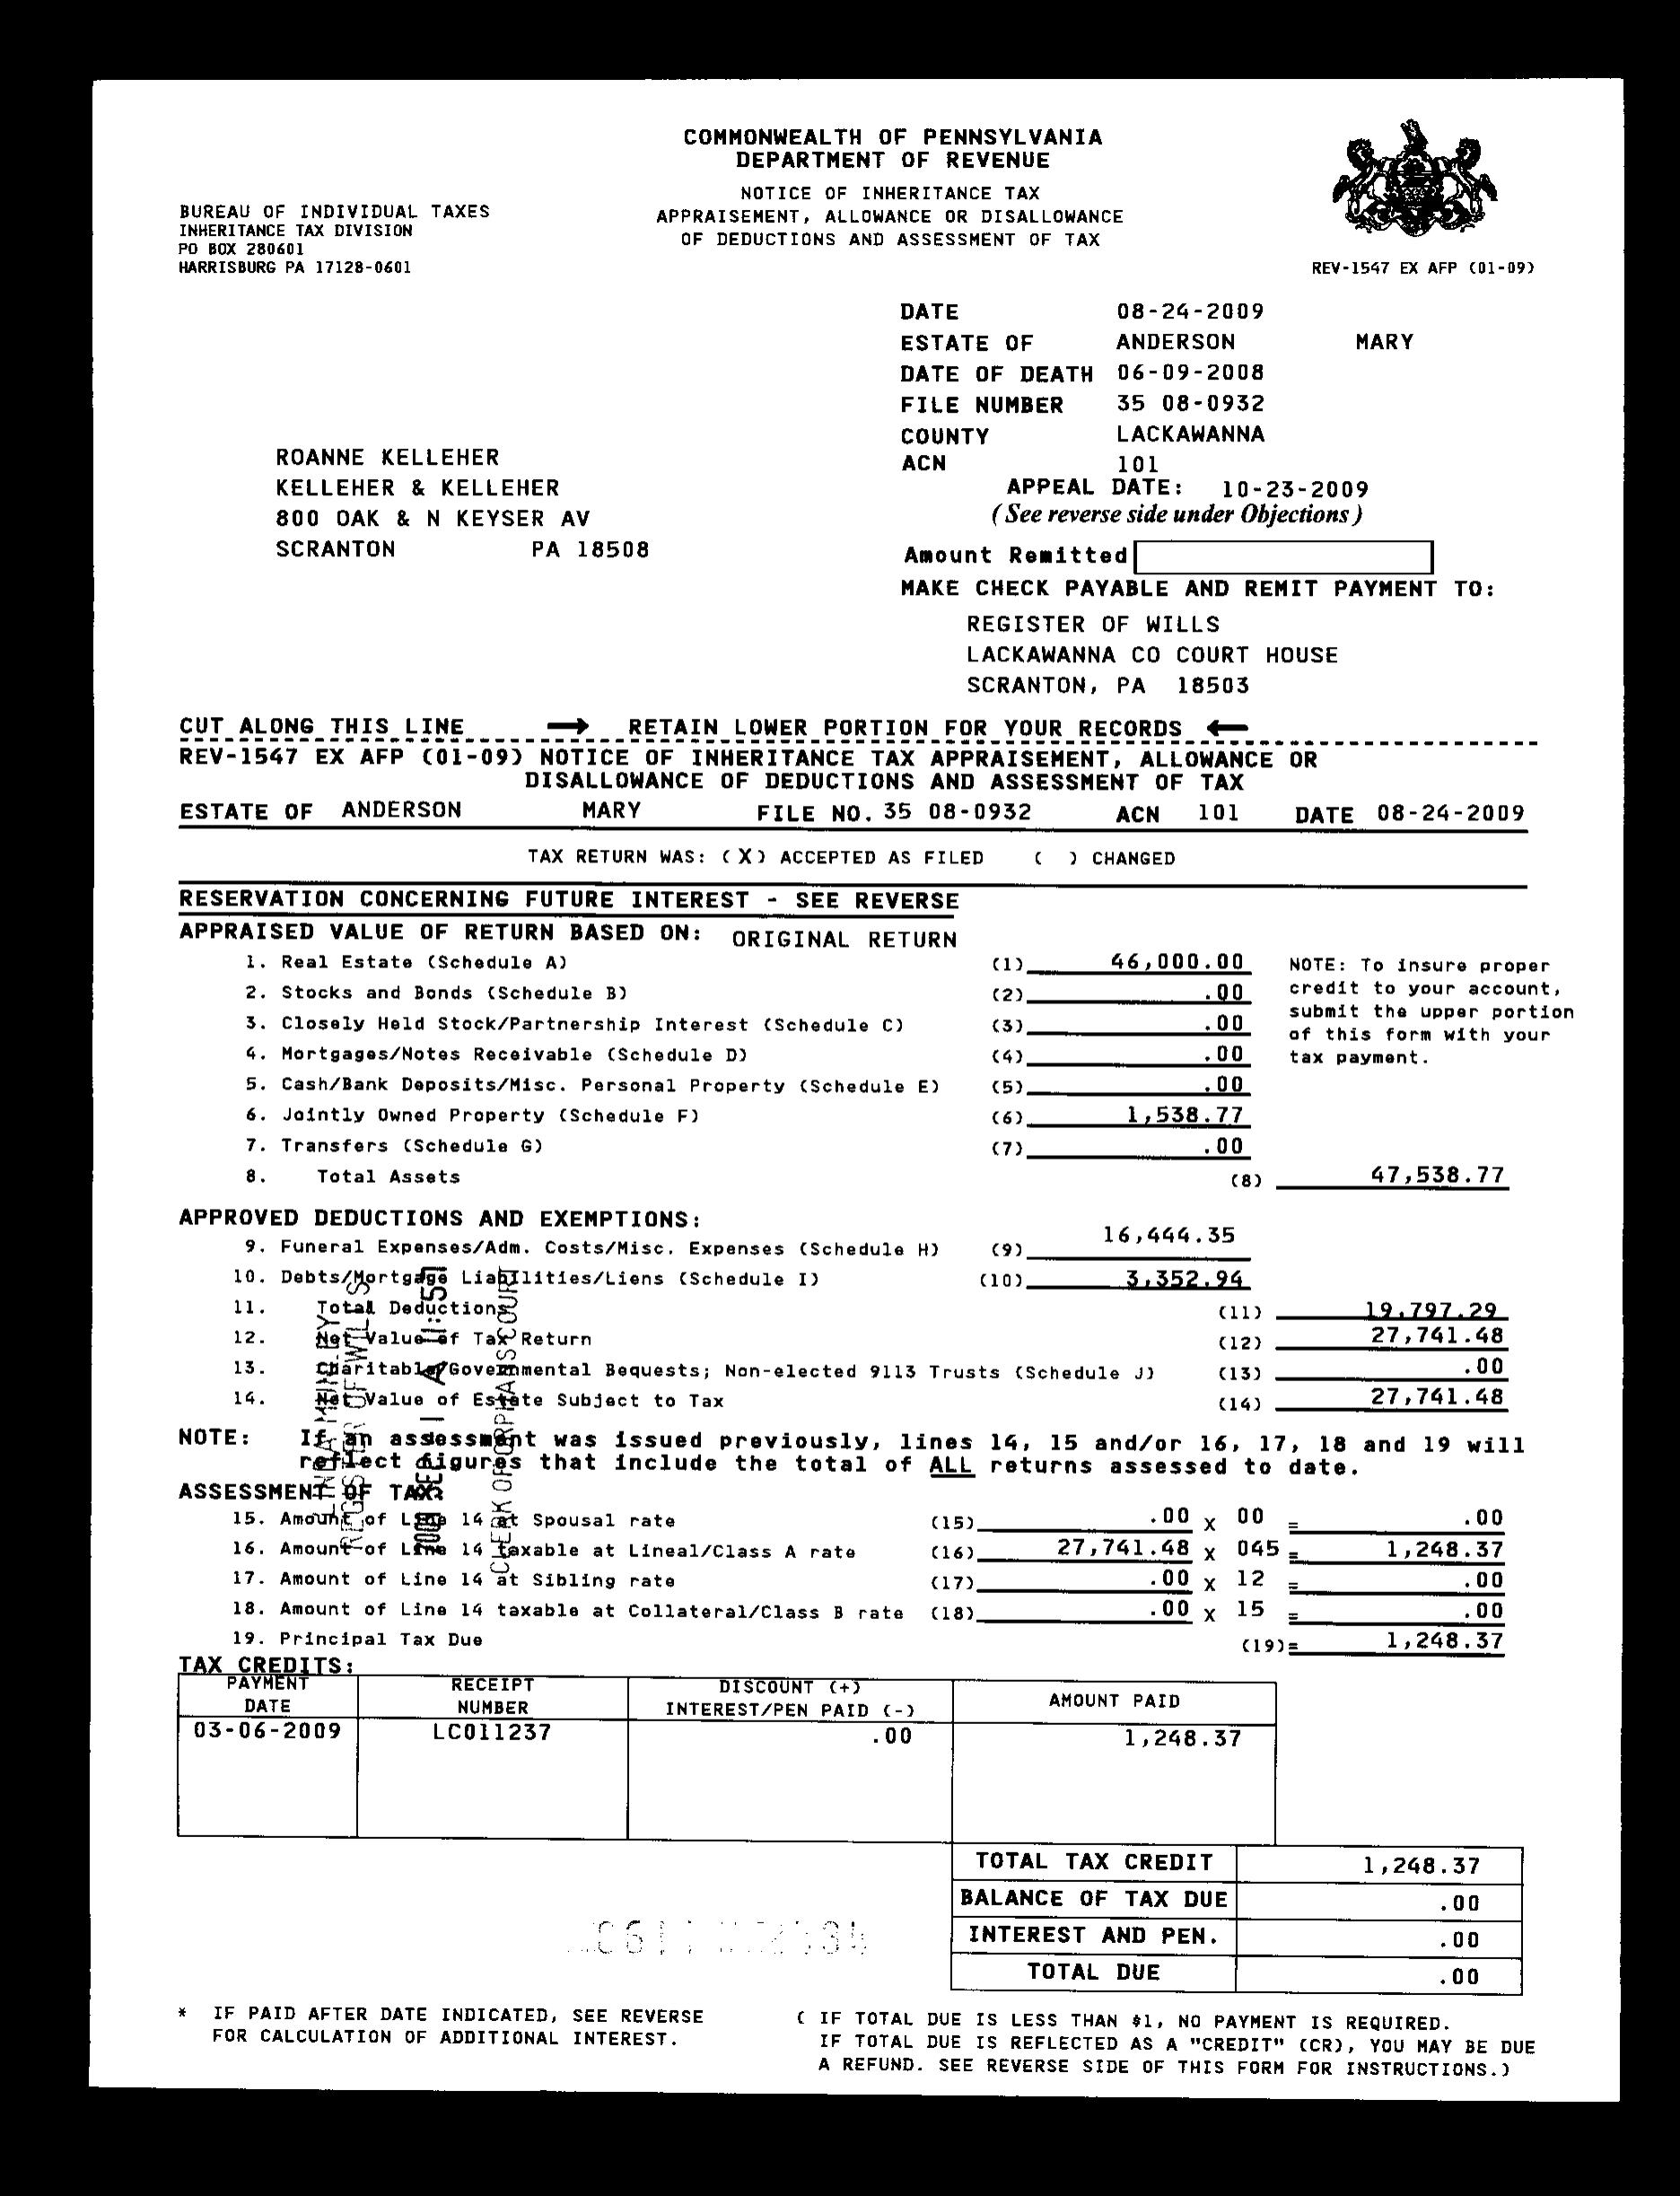 COMMONWEALTH OF PENNSYLVANIA
DEPARTMENT OF REVENUE
NOTICE OF INHERITANCE TAX
APPRAISEMENT, ALLOWANCE OR DISALLOWANCE
OF DEDUCTIONS AND ASSESSMENT OF TAX
BUREAU OF INDIVIDUAL TAXES
INHERITANCE TAX DIVISION
PO BOX 280601
HARRISBURG PA 17128-0601
REV-1547 EX AFP (01-09)
DATE 08-24-2009
ESTATE OF ANDERSON MARY
DATE OF DEATH 06-09-2008
FILE NUMBER 35 08-0932
COUNTY LACKAWANNA
ACN 101
APPEAL DATE: 10-23-2009
(See reverse side under Objections)
ROANNE KELLEHER
KELLEHER & KELLEHER
800 OAK & N KEYSER AV
SCRANTON PA 18508
Amount Remitted
MAKE CHECK PAYABLE AND REMIT PAYMENT TO:
REGISTER OF WILLS
LACKAWANNA CO COURT HOUSE
SCRANTON, PA 18503
CUT ALONG THIS LINE → RETAIN LOWER PORTION FOR YOUR RECORDS ←
REV-1547 EX AFP (01-09) NOTICE OF INHERITANCE TAX APPRAISEMENT, ALLOWANCE OR
DISALLOWANCE OF DEDUCTIONS AND ASSESSMENT OF TAX
ESTATE OF ANDERSON MARY FILE NO. 35 08-0932 ACN 101 DATE 08-24-2009
TAX RETURN WAS: (X) ACCEPTED AS FILED ( ) CHANGED
RESERVATION CONCERNING FUTURE INTEREST - SEE REVERSE
APPRAISED VALUE OF RETURN BASED ON: ORIGINAL RETURN
1. Real Estate (Schedule A) (1) 46,000.00
2. Stocks and Bonds (Schedule B) (2) .00
3. Closely Held Stock/Partnership Interest (Schedule C) (3) .00
4. Mortgages/Notes Receivable (Schedule D) (4) .00
5. Cash/Bank Deposits/Misc. Personal Property (Schedule E) (5) .00
6. Jointly Owned Property (Schedule F) (6) 1,538.77
7. Transfers (Schedule G) (7) .00
8. Total Assets (8) 47,538.77
NOTE: To insure proper
credit to your account,
submit the upper portion
of this form with your
tax payment.
APPROVED DEDUCTIONS AND EXEMPTIONS:
9. Funeral Expenses/Adm. Costs/Misc. Expenses (Schedule H) (9) 16,444.35
10. Debts/Mortgage Liabilities/Liens (Schedule I) (10) 3,352.94
11. Total Deductions (11) 19,797.29
12. Net Value of Tax Return (12) 27,741.48
13. Charitable/Governmental Bequests; Non-elected 9113 Trusts (Schedule J) (13) .00
14. Net Value of Estate Subject to Tax (14) 27,741.48
NOTE: If an assessment was issued previously, lines 14, 15 and/or 16, 17, 18 and 19 will
reflect figures that include the total of ALL returns assessed to date.
ASSESSMENT OF TAX:
15. Amount of Line 14 at Spousal rate (15) .00 X 00 = .00
16. Amount of Line 14 taxable at Lineal/Class A rate (16) 27,741.48 X 045 = 1,248.37
17. Amount of Line 14 at Sibling rate (17) .00 X 12 = .00
18. Amount of Line 14 taxable at Collateral/Class B rate (18) .00 X 15 = .00
19. Principal Tax Due (19)= 1,248.37
REGISTER OF WILLS
CLERK OF ORPHANS COURT
TAX CREDITS:
PAYMENT DATE RECEIPT NUMBER DISCOUNT (+) INTEREST/PEN PAID (-) AMOUNT PAID
03-06-2009 LC011237 .00 1,248.37
TOTAL TAX CREDIT 1,248.37
BALANCE OF TAX DUE .00
INTEREST AND PEN. .00
TOTAL DUE .00
* IF PAID AFTER DATE INDICATED, SEE REVERSE
FOR CALCULATION OF ADDITIONAL INTEREST.
( IF TOTAL DUE IS LESS THAN $1, NO PAYMENT IS REQUIRED.
IF TOTAL DUE IS REFLECTED AS A "CREDIT" (CR), YOU MAY BE DUE
A REFUND. SEE REVERSE SIDE OF THIS FORM FOR INSTRUCTIONS.)